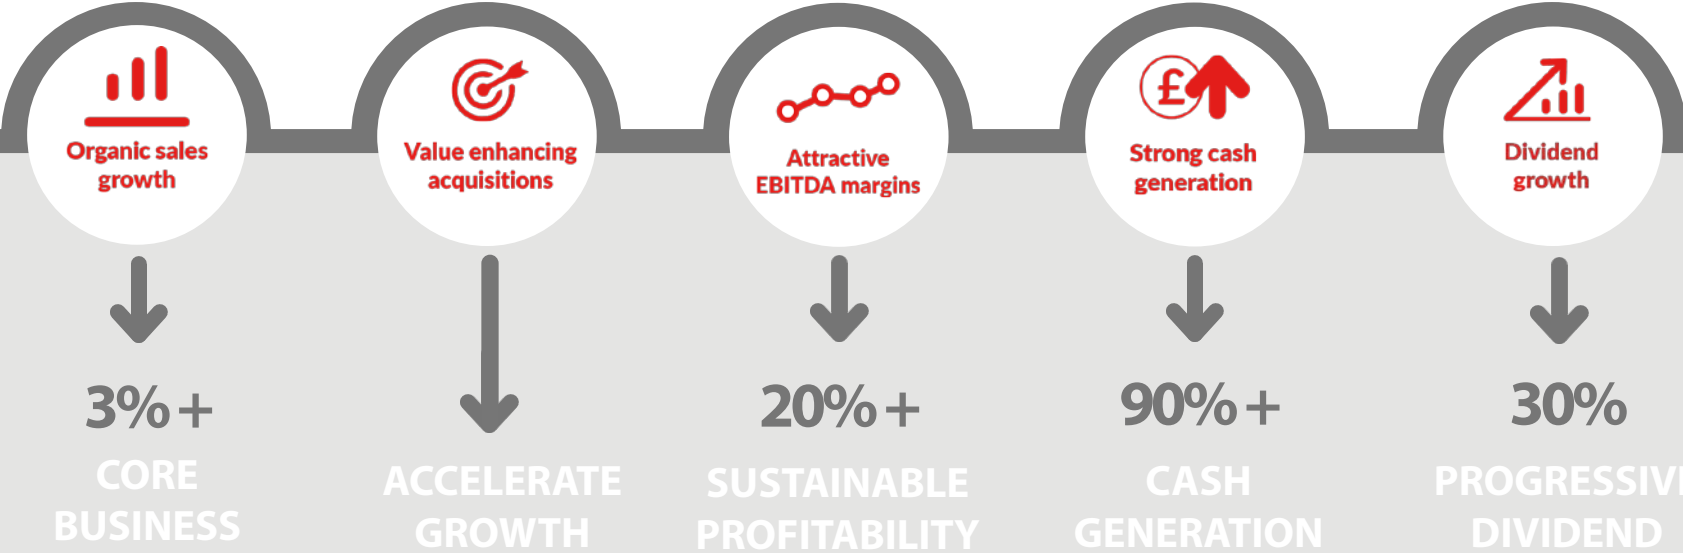 Organic sales
growth
3%+
CORE
BUSINESS
Value enhancing
acquisitions
ACCELERATE
GROWTH
Attractive
EBITDA margins
20%+
SUSTAINABLE
PROFITABILITY
£
Strong cash
generation
90%+
CASH
GENERATION
Dividend
growth
30%
PROGRESSIVE
DIVIDEND